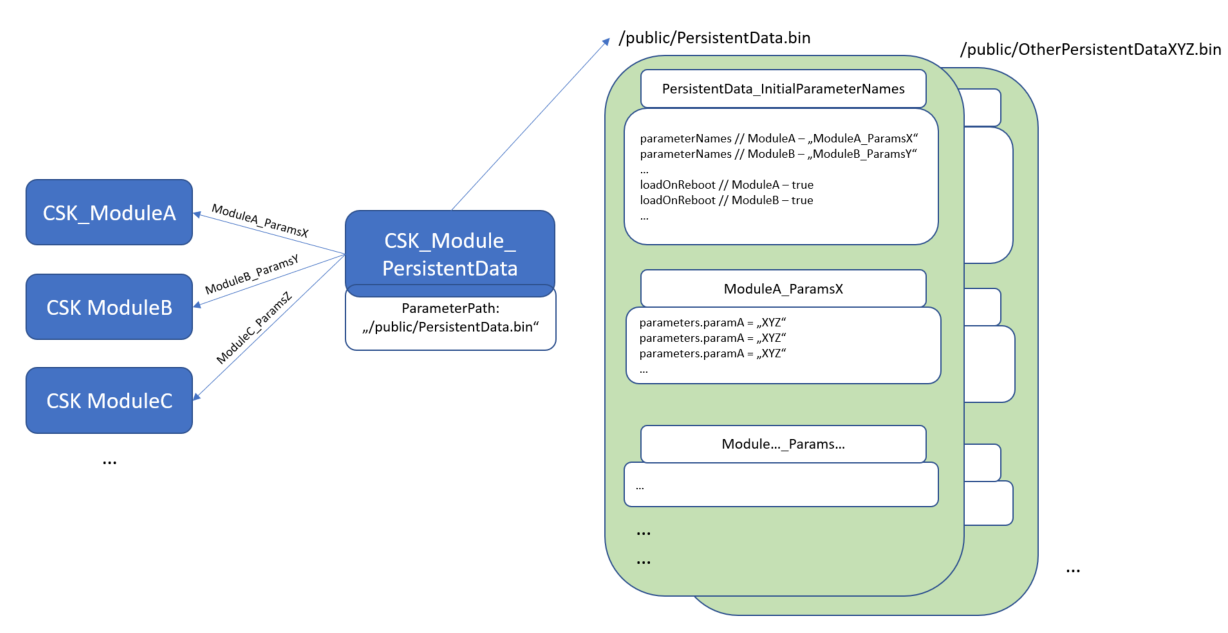 /public/PersistentData.bin
/public/OtherPersistentDataXYZ.bin
PersistentData_InitialParameterNames
parameterNames // ModuleA – „ModuleA_ParamsX“
parameterNames // ModuleB – „ModuleB_ParamsY“
...
loadOnReboot // ModuleA – true
loadOnReboot // ModuleB – true
...
CSK_ModuleA
CSK ModuleB
CSK ModuleC
...
ModuleA_ParamsX
ModuleB_ParamsY
ModuleC_ParamsZ
CSK_Module_
PersistentData
ParameterPath:
„/public/PersistentData.bin“
ModuleA_ParamsX
parameters.paramA = „XYZ“
parameters.paramA = „XYZ“
parameters.paramA = „XYZ“
...
Module..._Params...
...
...
...
...